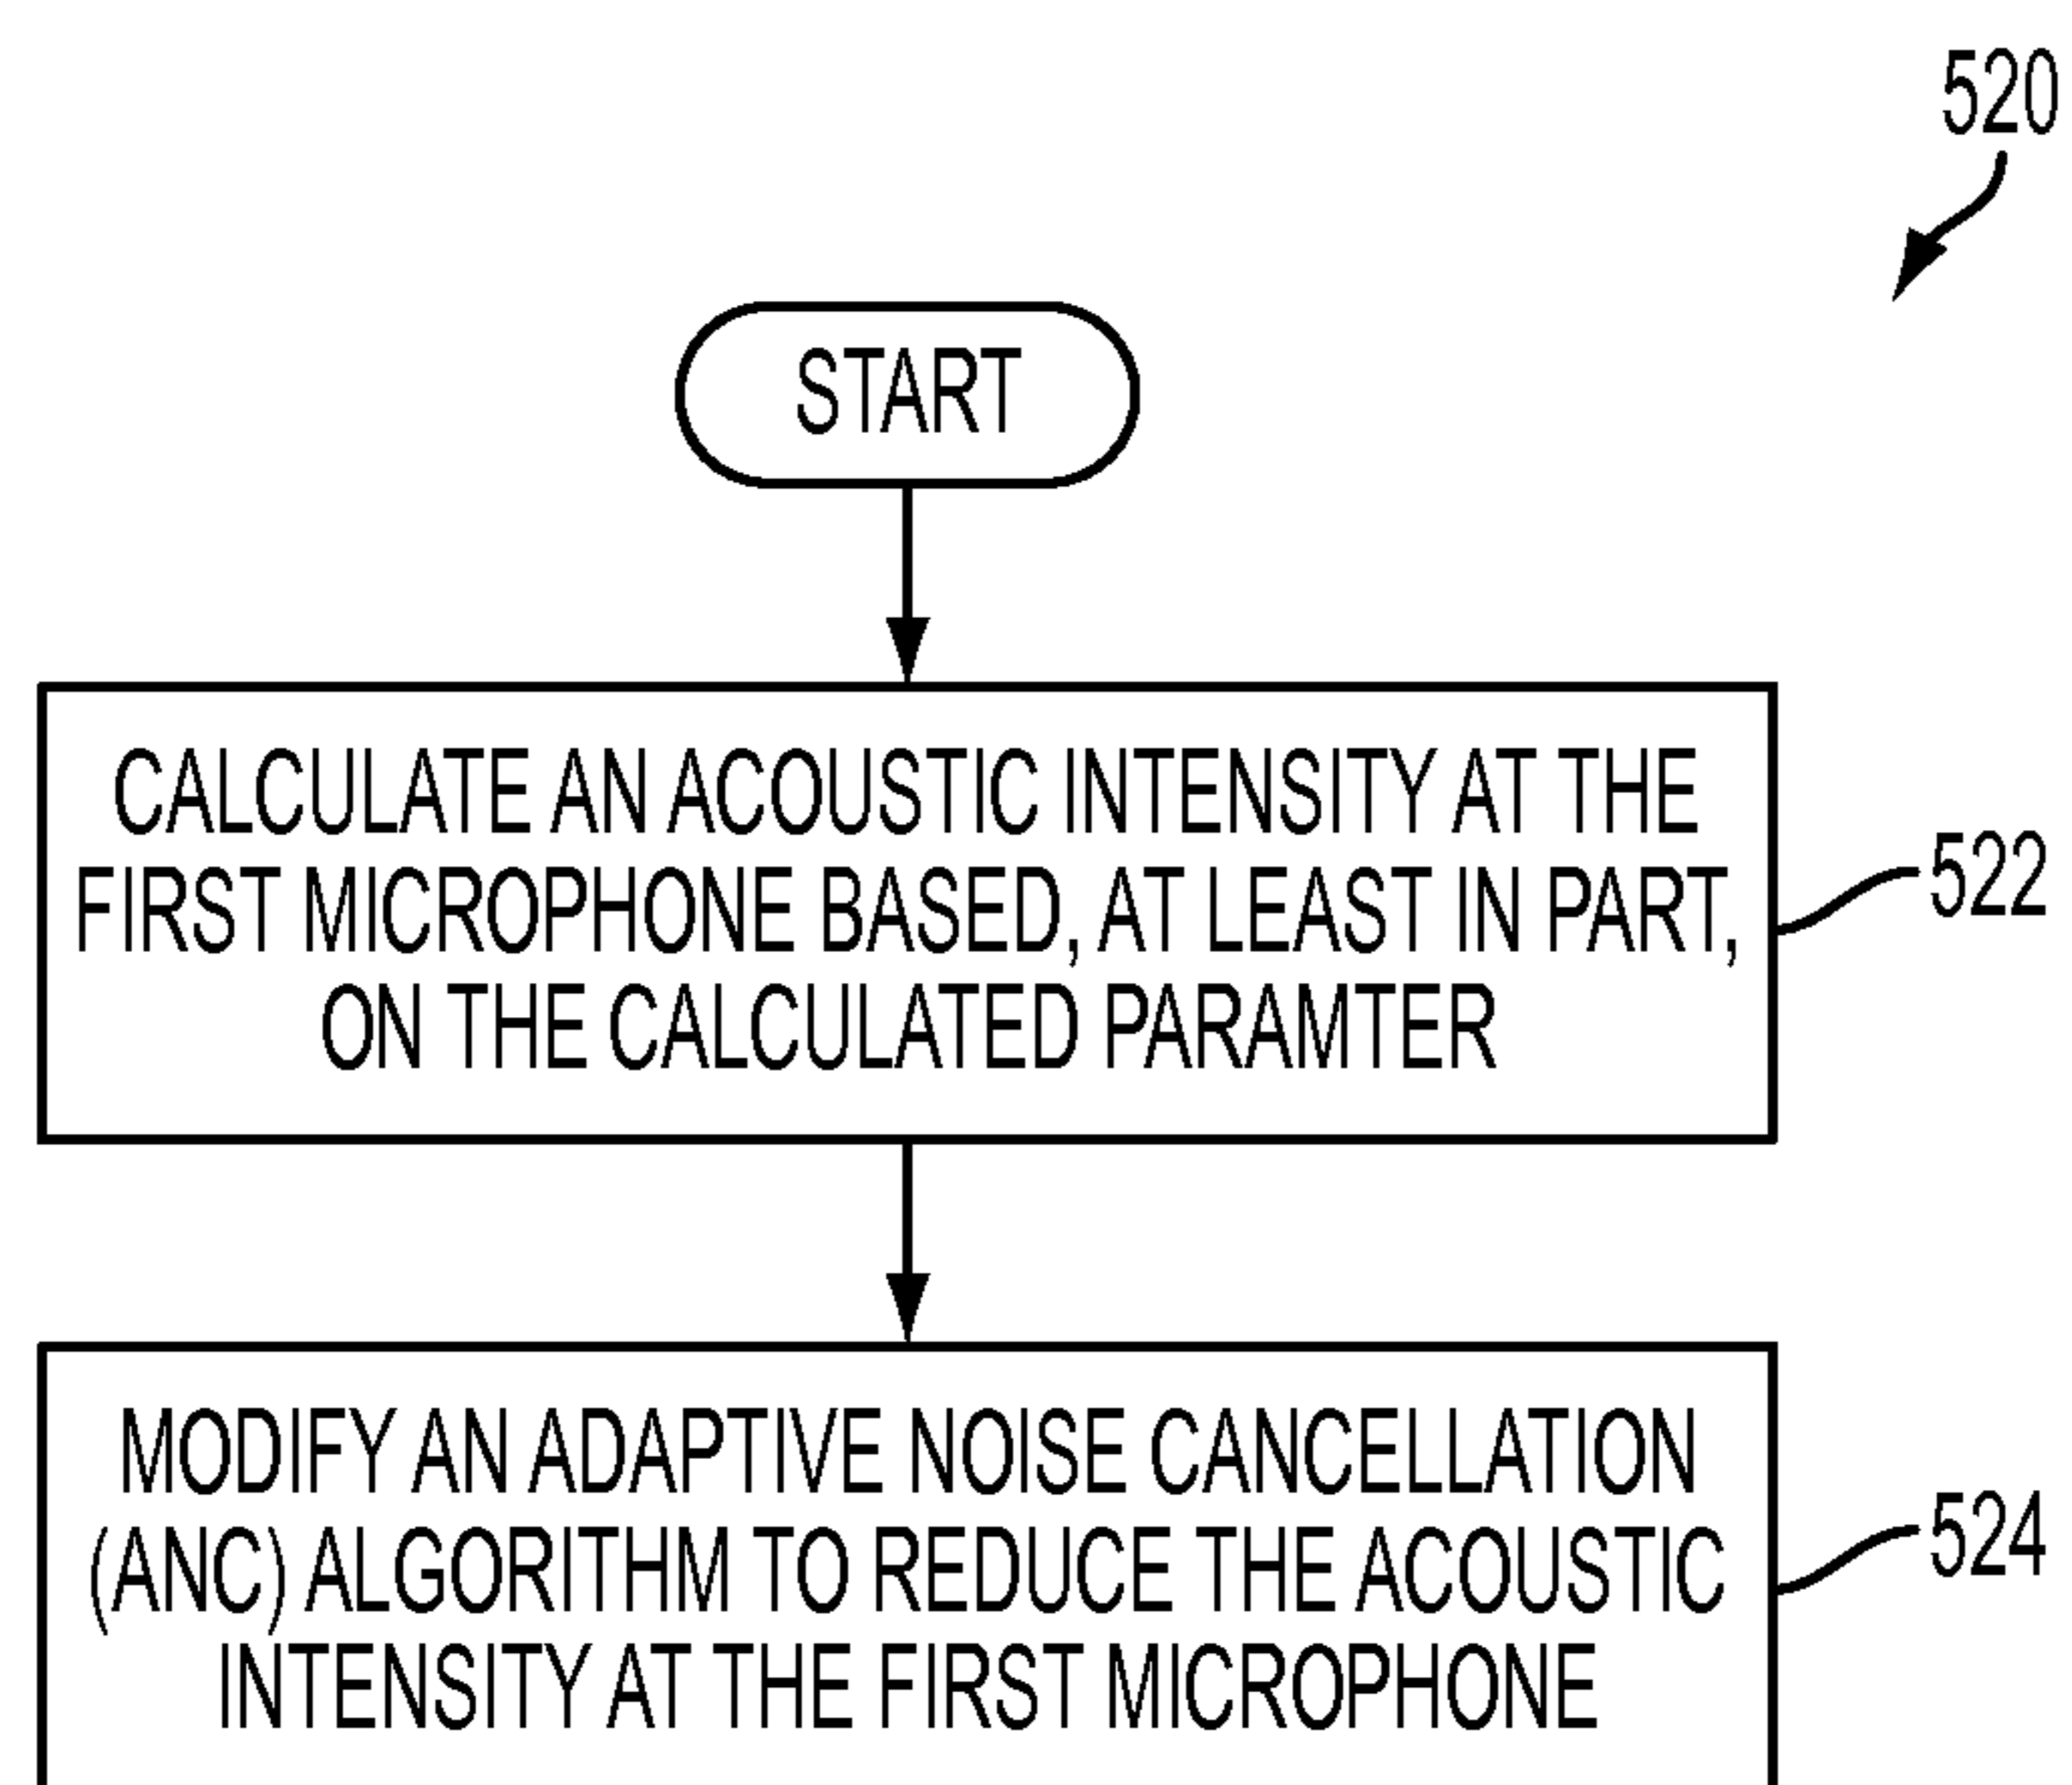 520
START
CALCULATE AN ACOUSTIC INTENSITY AT THE
FIRST MICROPHONE BASED, AT LEAST IN PART,
ON THE CALCULATED PARAMTER
522
MODIFY AN ADAPTIVE NOISE CANCELLATION
(ANC) ALGORITHM TO REDUCE THE ACOUSTIC
INTENSITY AT THE FIRST MICROPHONE
524